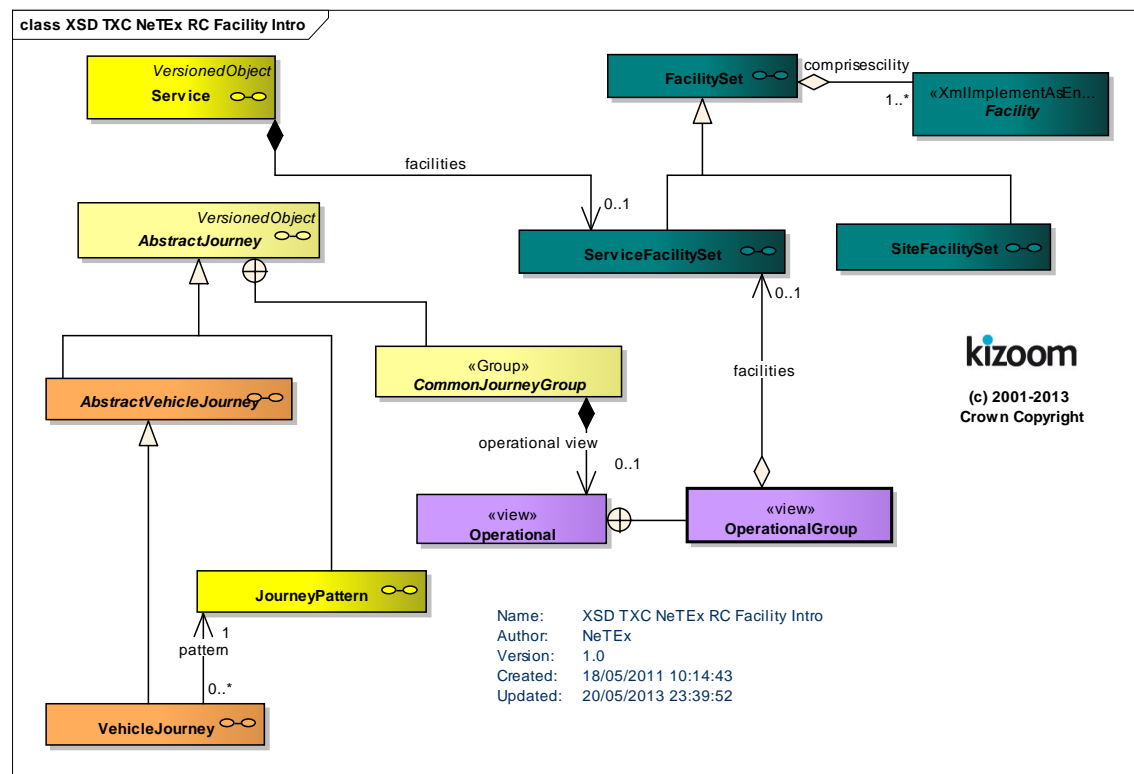 class XSD TXC NeTEx RC Facility Intro
VersionedObject
Service
FacilitySet
comprisescility
1..*
«XmlImplementAsEn...
Facility
facilities
0..1
VersionedObject
AbstractJourney
ServiceFacilitySet
SiteFacilitySet
0..1
kizoom
(c) 2001-2013
Crown Copyright
«Group»
CommonJourneyGroup
facilities
AbstractVehicleJourney
operational view
0..1
«view»
Operational
«view»
OperationalGroup
JourneyPattern
1
pattern
0..*
VehicleJourney
Name: XSD TXC NeTEx RC Facility Intro
Author: NeTEx
Version: 1.0
Created: 18/05/2011 10:14:43
Updated: 20/05/2013 23:39:52